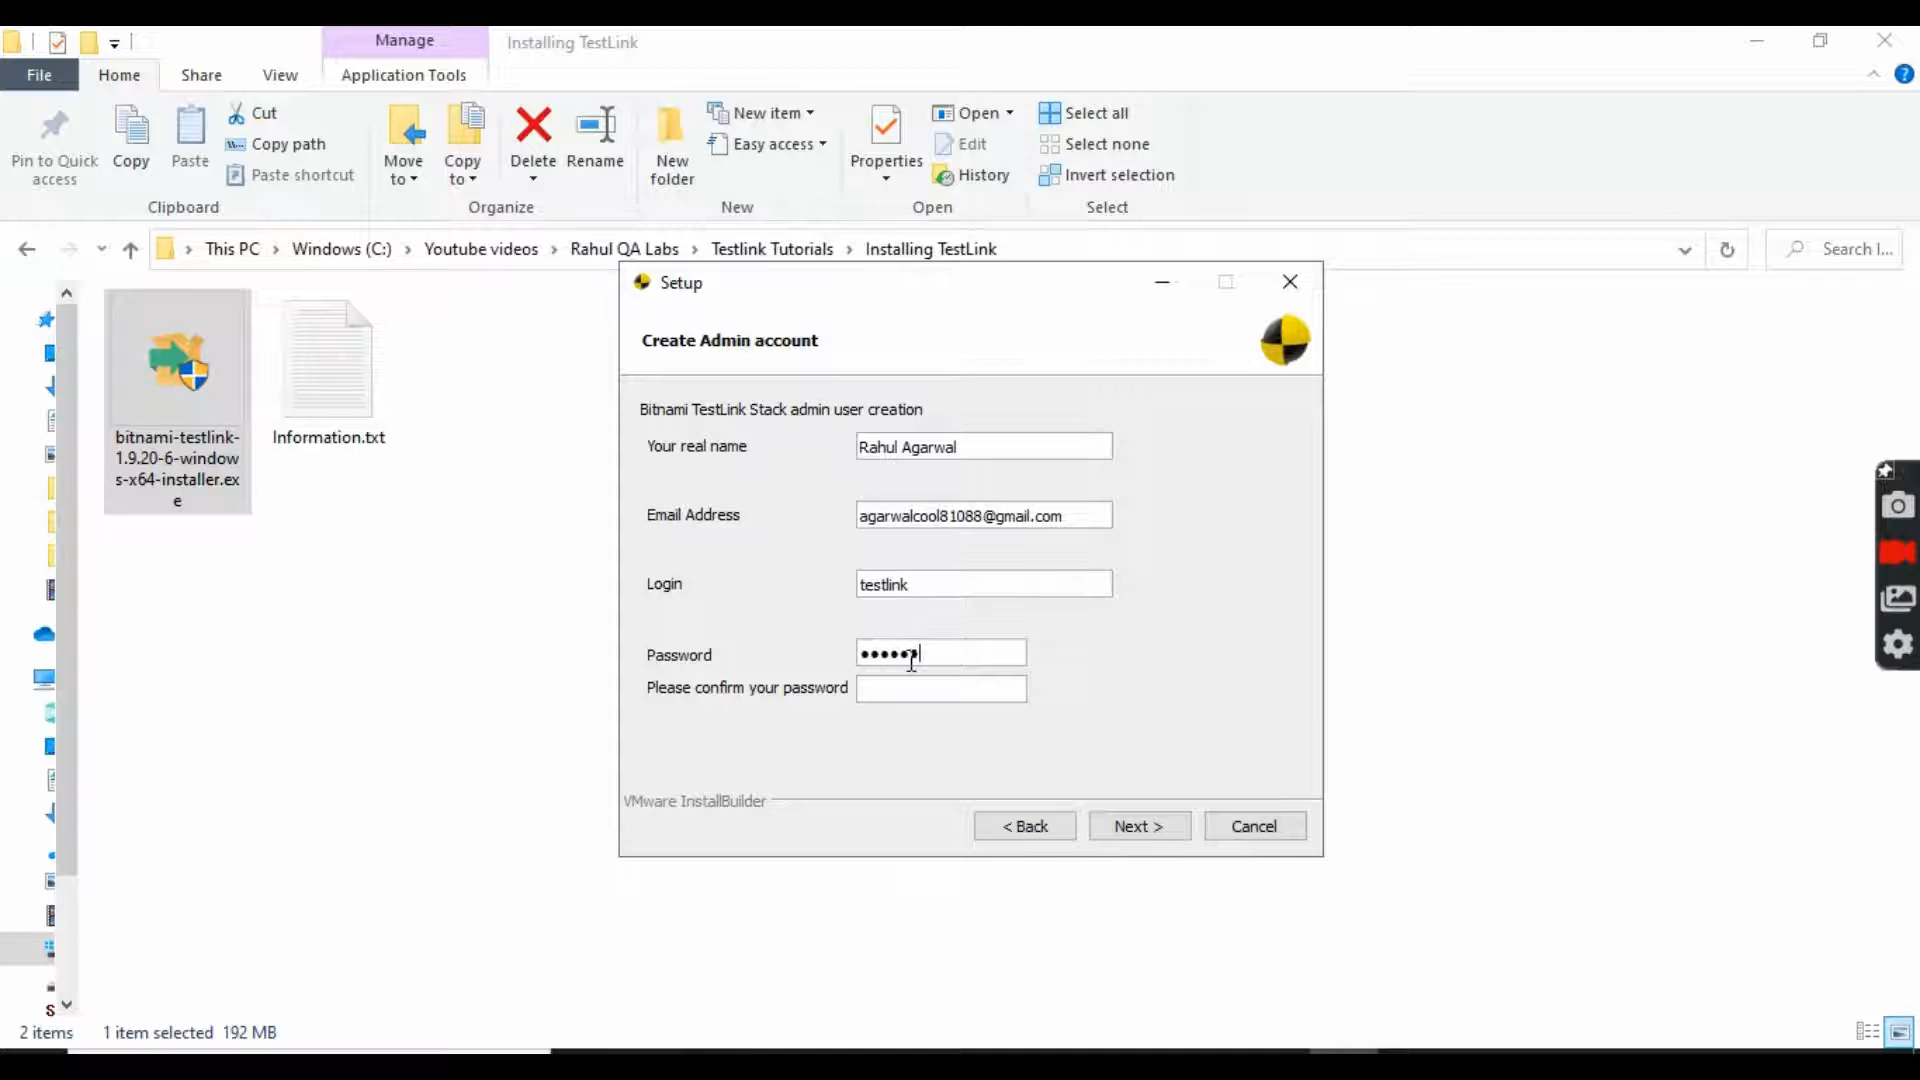 Manage
Installing TestLink
File
Home
Share
View
Application Tools
Pin to Quick access
Copy
Paste
Cut
Copy path
Paste shortcut
Clipboard
Move to
Copy to
Delete
Rename
Organize
New folder
New item
Easy access
New
Properties
Open
Edit
History
Open
Select all
Select none
Invert selection
Select
This PC > Windows (C:) > Youtube videos > Rahul QA Labs > Testlink Tutorials > Installing TestLink
Search I...
bitnami-testlink-
1.9.20-6-window
s-x64-installer.ex
e
Information.txt
Setup
Create Admin account
Bitnami TestLink Stack admin user creation
Your real name
Rahul Agarwal
Email Address
agarwalcool81088@gmail.com
Login
testlink
Password
Please confirm your password
VMware InstallBuilder
< Back
Next >
Cancel
S
2 items
1 item selected 192 MB